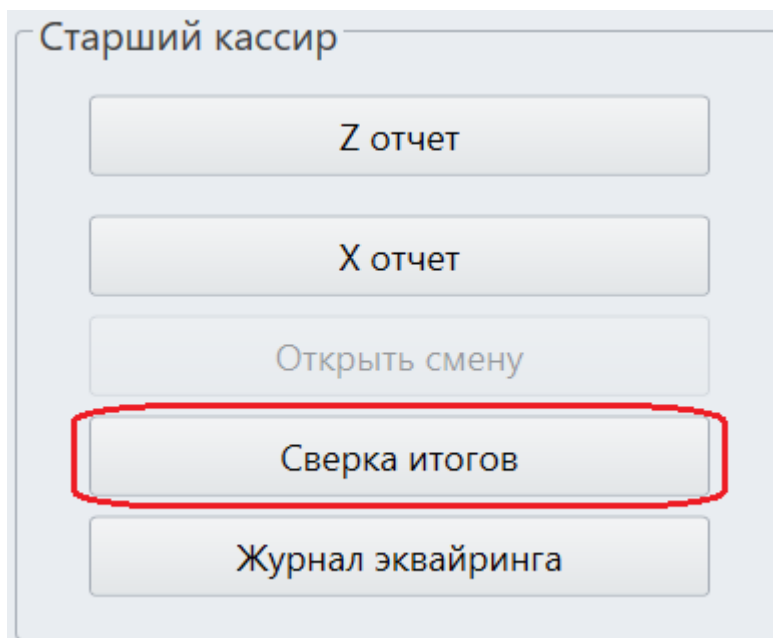 Старший кассир
Z отчет
X отчет
Открыть смену
Сверка итогов
Журнал эквайринга